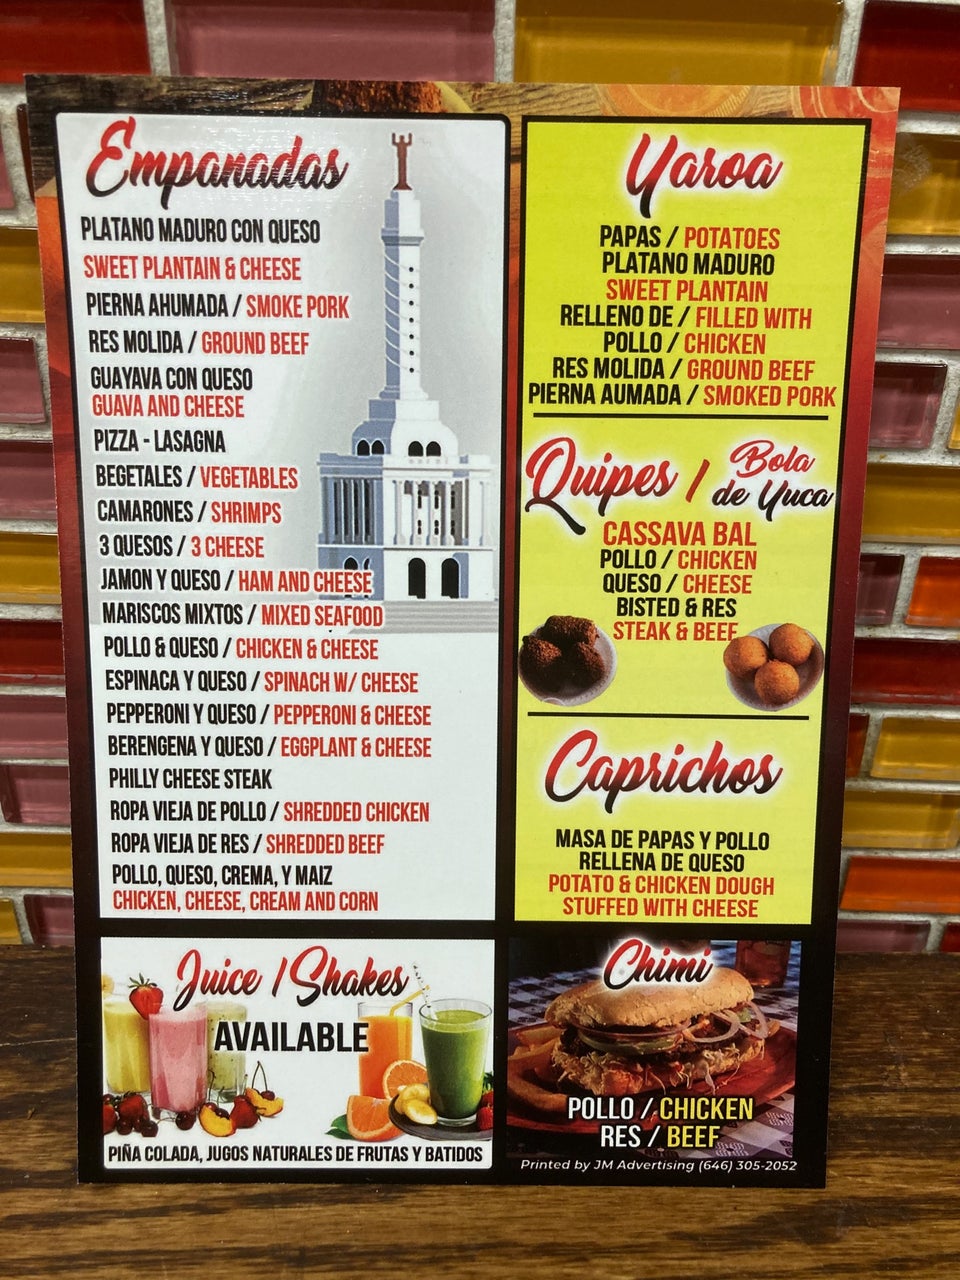 Empanadas
PLATANO MADURO CON QUESO
SWEET PLANTAIN & CHEESE
PIERNA AHUMADA / SMOKE PORK
RES MOLIDA / GROUND BEEF
GUAYAVA CON QUESO
GUAVA AND CHEESE
PIZZA - LASAGNA
BEGETALES / VEGETABLES
CAMARONES / SHRIMPS
3 QUESOS / 3 CHEESE
JAMON Y QUESO / HAM AND CHEESE
MARISCOS MIXTOS / MIXED SEAFOOD
POLLO & QUESO / CHICKEN & CHEESE
ESPINACA Y QUESO / SPINACH W/ CHEESE
PEPPERONI Y QUESO / PEPPERONI & CHEESE
BERENGENA Y QUESO / EGGPLANT & CHEESE
PHILLY CHEESE STEAK
ROPA VIEJA DE POLLO / SHREDDED CHICKEN
ROPA VIEJA DE RES / SHREDDED BEEF
POLLO, QUESO, CREMA, Y MAIZ
CHICKEN, CHEESE, CREAM AND CORN
Yaroa
PAPAS / POTATOES
PLATANO MADURO
SWEET PLANTAIN
RELLENO DE / FILLED WITH
POLLO / CHICKEN
RES MOLIDA / GROUND BEEF
PIERNA AUMADA / SMOKED PORK
Quipes / Bola
de Yuca
CASSAVA BAL
POLLO / CHICKEN
QUESO / CHEESE
BISTED & RES
STEAK & BEEF
Caprichos
MASA DE PAPAS Y POLLO
RELLENA DE QUESO
POTATO & CHICKEN DOUGH
STUFFED WITH CHEESE
Juice / Shakes
AVAILABLE
PIÑA COLADA, JUGOS NATURALES DE FRUTAS Y BATIDOS
Chimi
POLLO / CHICKEN
RES / BEEF
Printed by JM Advertising (646) 305-2052